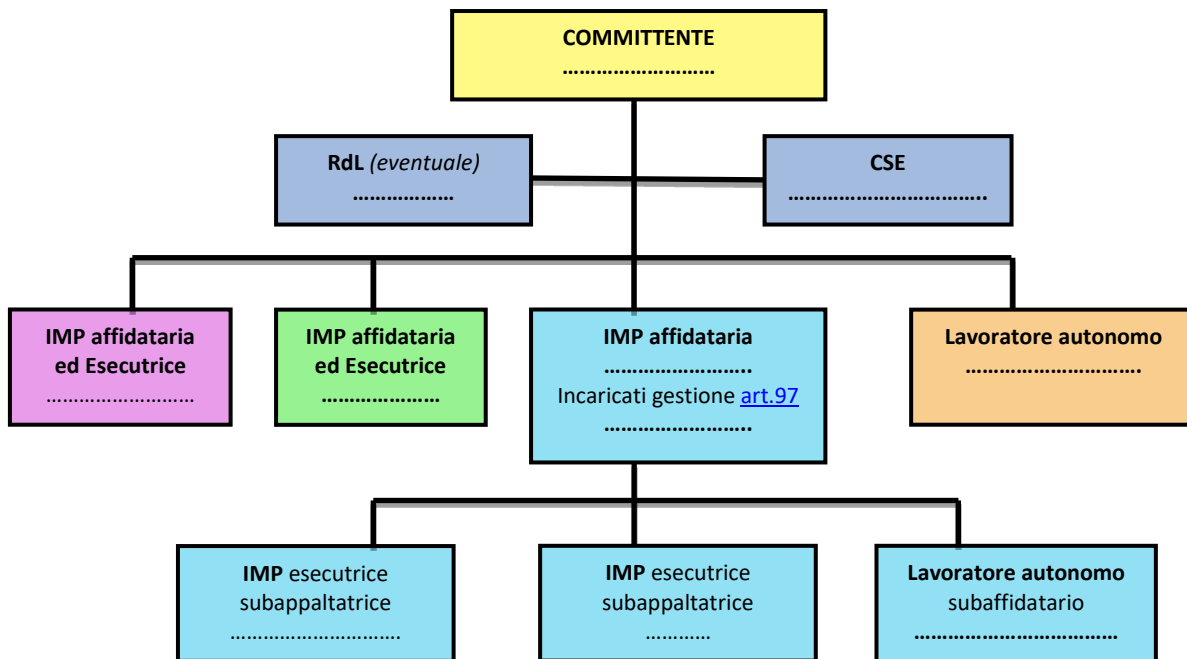 COMMITTENTE
………………………
RdL (eventuale)
………………
CSE
……………………………..
IMP affidataria
ed Esecutrice
………………………
IMP affidataria
ed Esecutrice
…………………
IMP affidataria
……………………..
Incaricati gestione art.97
……………………..
Lavoratore autonomo
……………………….
IMP esecutrice
subappaltatrice
……………………….
IMP esecutrice
subappaltatrice
…………
Lavoratore autonomo
subaffidatario
………………………………